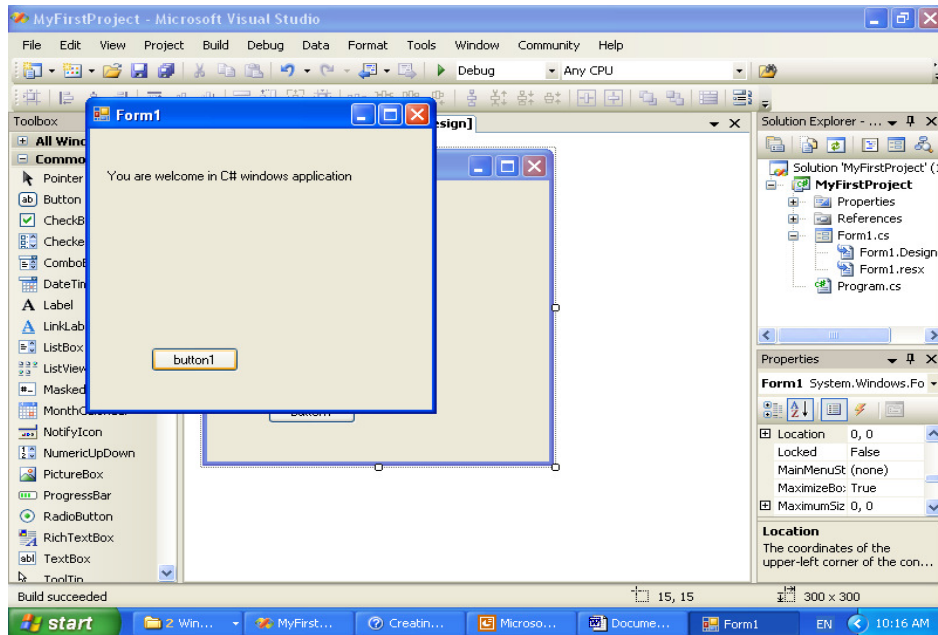 MyFirstProject - Microsoft Visual Studio
File Edit View Project Build Debug Data Format Tools Window Community Help
Debug Any CPU
Toolbox
sign]
Solution Explorer - ...
Form1
You are welcome in C# windows application
button1
All Winc
Commo
Pointer
Button
CheckB
Checke
ComboB
DateTin
Label
LinkLab
ListBox
ListView
Masked
MonthCalendar
NotifyIcon
NumericUpDown
PictureBox
ProgressBar
RadioButton
RichTextBox
TextBox
ToolTip
Solution 'MyFirstProject' (
MyFirstProject
Properties
References
Form1.cs
Form1.Design
Form1.resx
Program.cs
Properties
Form1 System.Windows.Fo
Location 0, 0
Locked False
MainMenuSt (none)
MaximizeBo: True
MaximumSiz 0, 0
Location
The coordinates of the
upper-left corner of the con...
Build succeeded 15, 15 300 x 300
start 2 Win... MyFirst... Creatin... Microso... Docume... Form1 EN 10:16 AM